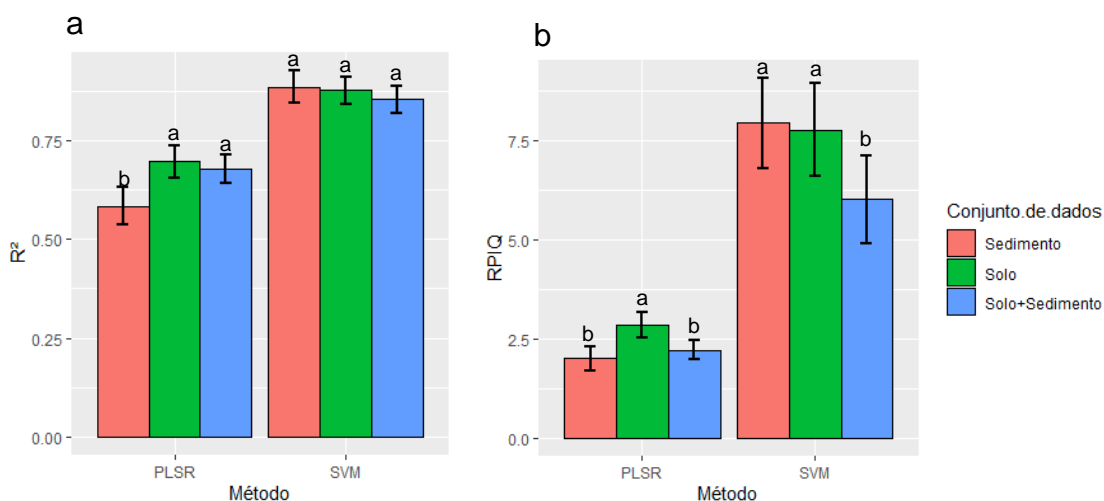 a
R²
0.75
0.50
0.25
0.00
b
a
a
a
a
a
PLSR
SVM
Método
b
RPIQ
7.5
5.0
2.5
0.0
b
a
b
a
a
b
PLSR
SVM
Método
Conjunto.de.dados
Sedimento
Solo
Solo+Sedimento